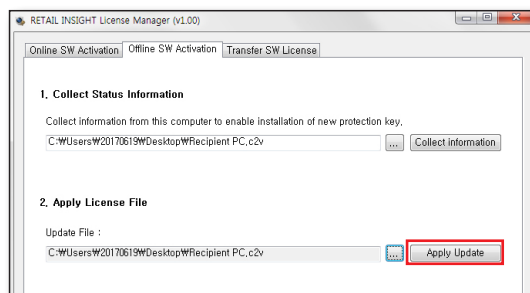 RETAIL INSIGHT License Manager (v1.00)
Online SW Activation Offline SW Activation Transfer SW License
1. Collect Status Information
Collect information from this computer to enable installation of new protection key.
C:₩Users₩20170619₩Desktop₩Recipient PC.c2v ... Collect information
2. Apply License File
Update File :
C:₩Users₩20170619₩Desktop₩Recipient PC.c2v ... Apply Update